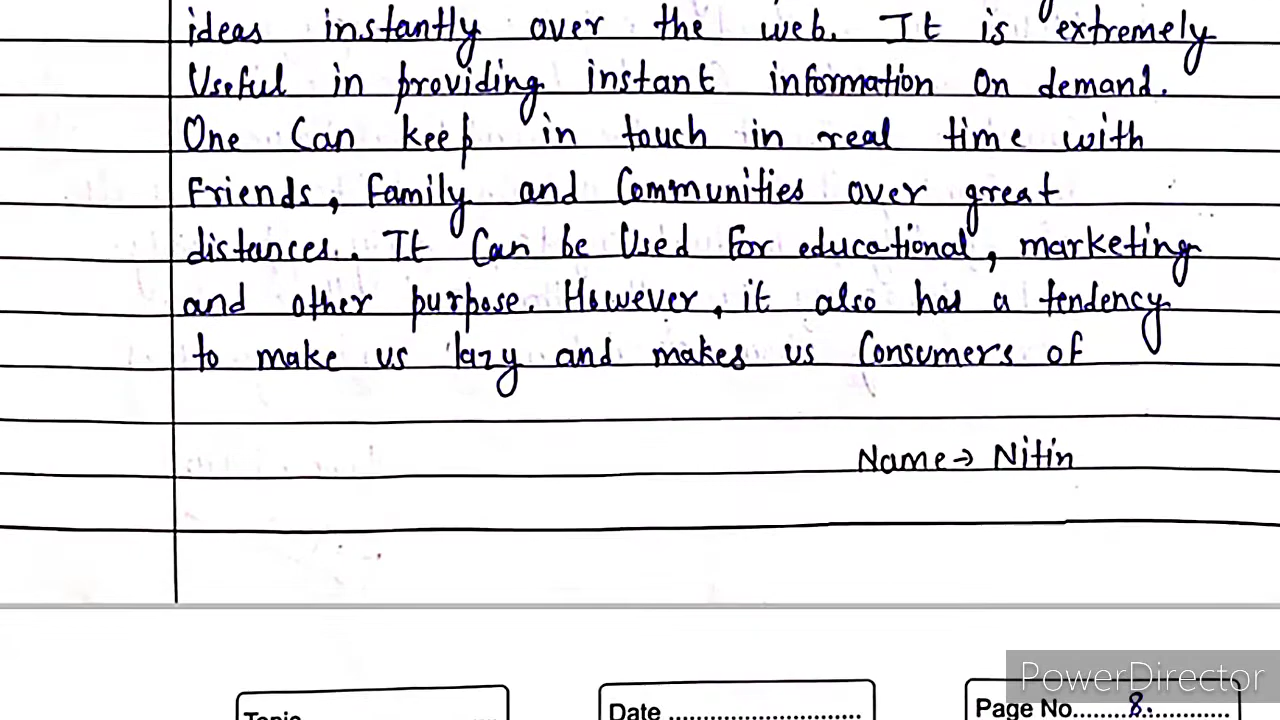 ideas instantly over the web. It is extremely
Useful in providing instant information On demand.
One Can keep in touch in real time with
Friends, Family and Communities over great
distances. It Can be Used For educational, marketing
and other purpose. However, it also has a tendency
to make us lazy and makes us Consumers of
Name → Nitin
PowerDirector
Topic
Date ................................
Page No.......8..............